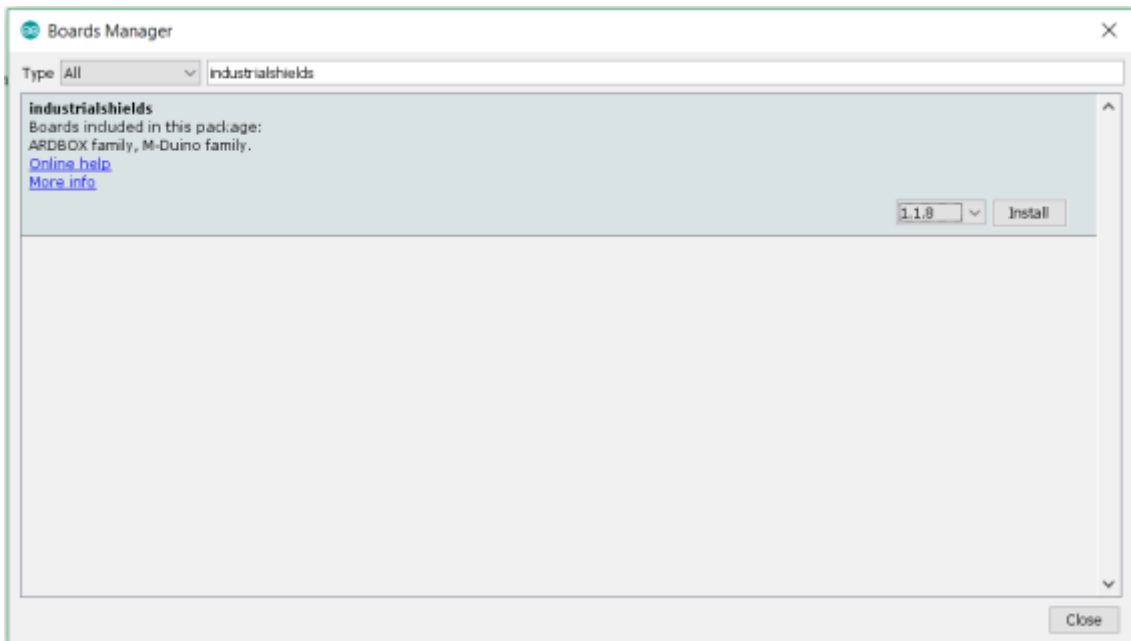 Boards Manager
Type All industrialshields
industrialshields
Boards included in this package:
ARDBOX family, M-Duino family.
Online help
More info
1.1.8 Install
Close